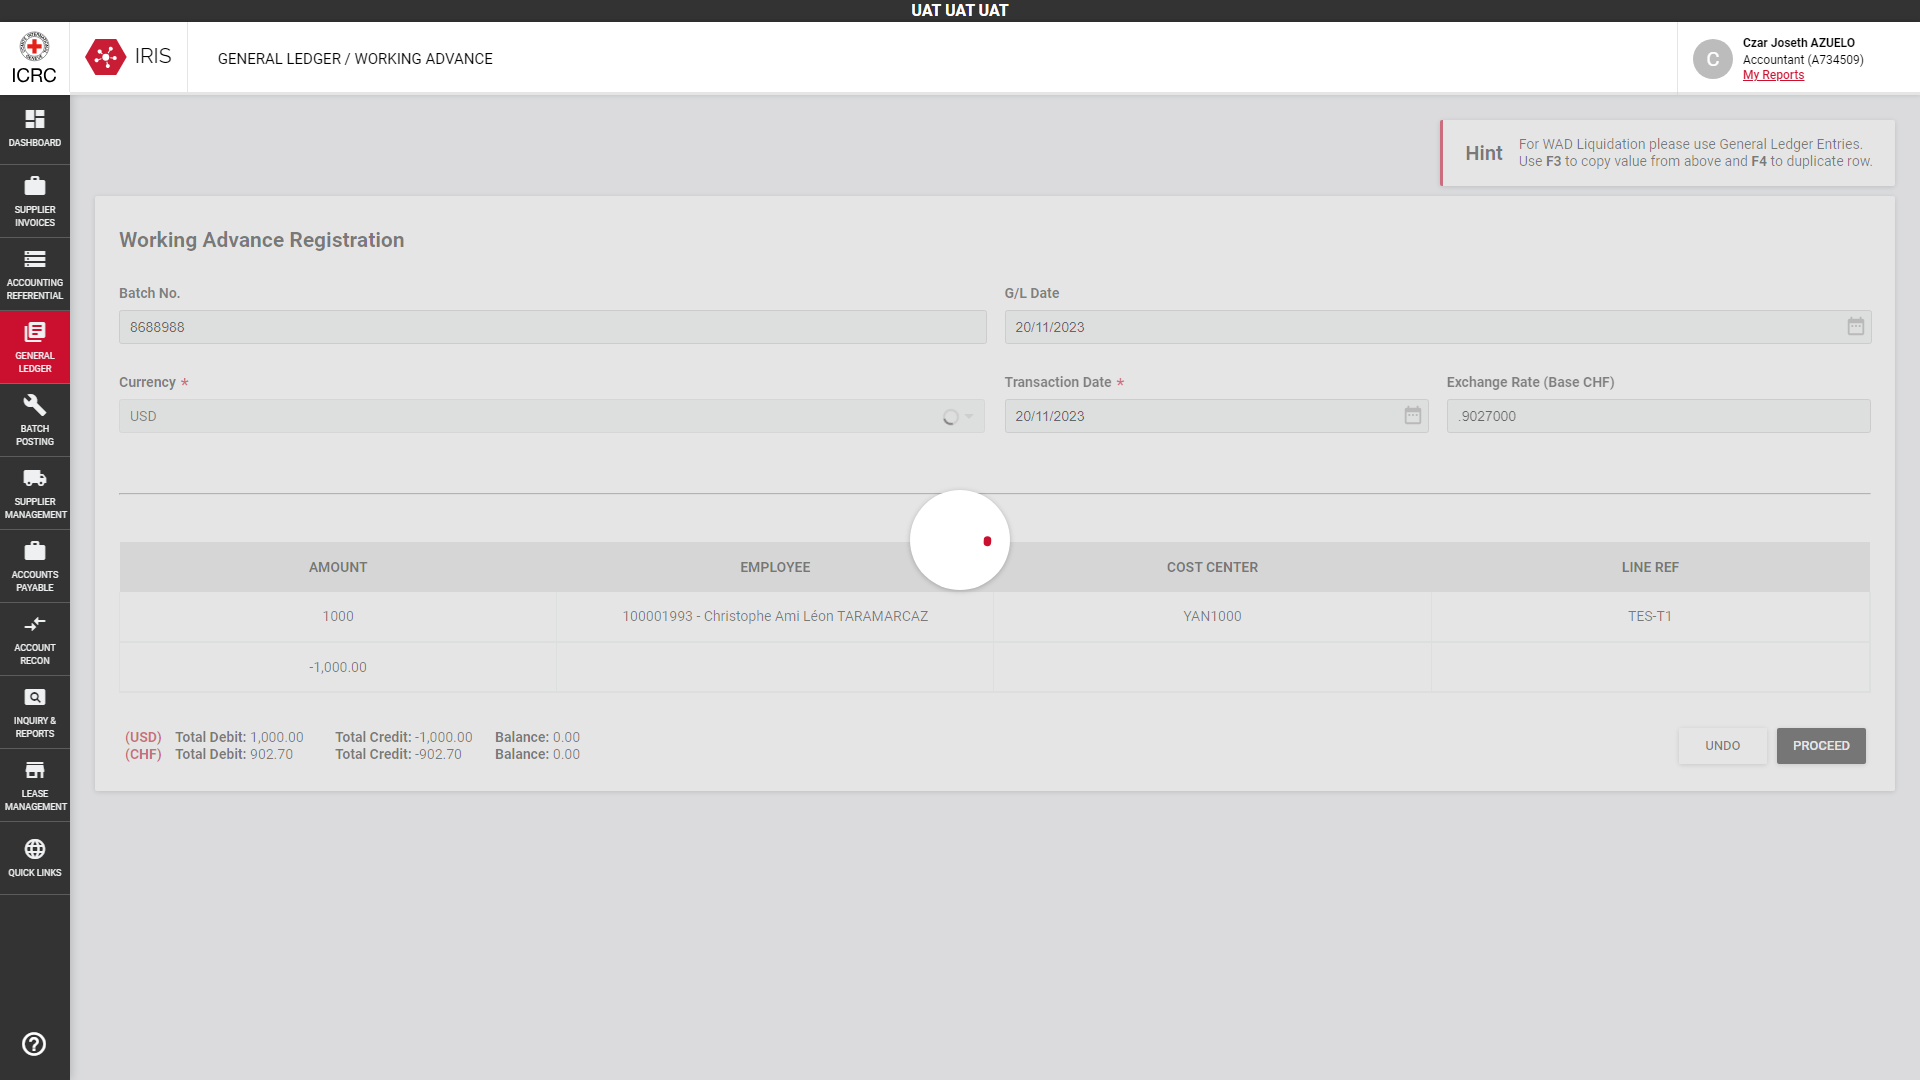 UAT UAT UAT
ICRC
IRIS
GENERAL LEDGER / WORKING ADVANCE
C
Czar Joseth AZUELO
Accountant (A734509)
My Reports
DASHBOARD
SUPPLIER
INVOICES
ACCOUNTING
REFERENTIAL
GENERAL
LEDGER
BATCH
POSTING
SUPPLIER
MANAGEMENT
ACCOUNTS
PAYABLE
ACCOUNT
RECON
INQUIRY &
REPORTS
LEASE
MANAGEMENT
QUICK LINKS
Hint
For WAD Liquidation please use General Ledger Entries.
Use F3 to copy value from above and F4 to duplicate row.
Working Advance Registration
Batch No.
8688988
G/L Date
20/11/2023
Currency *
USD
Transaction Date *
20/11/2023
Exchange Rate (Base CHF)
.9027000
AMOUNT EMPLOYEE COST CENTER LINE REF
1000 100001993 - Christophe Ami Léon TARAMARCAZ YAN1000 TES-T1
-1,000.00
(USD) Total Debit: 1,000.00 Total Credit: -1,000.00 Balance: 0.00
(CHF) Total Debit: 902.70 Total Credit: -902.70 Balance: 0.00
UNDO
PROCEED